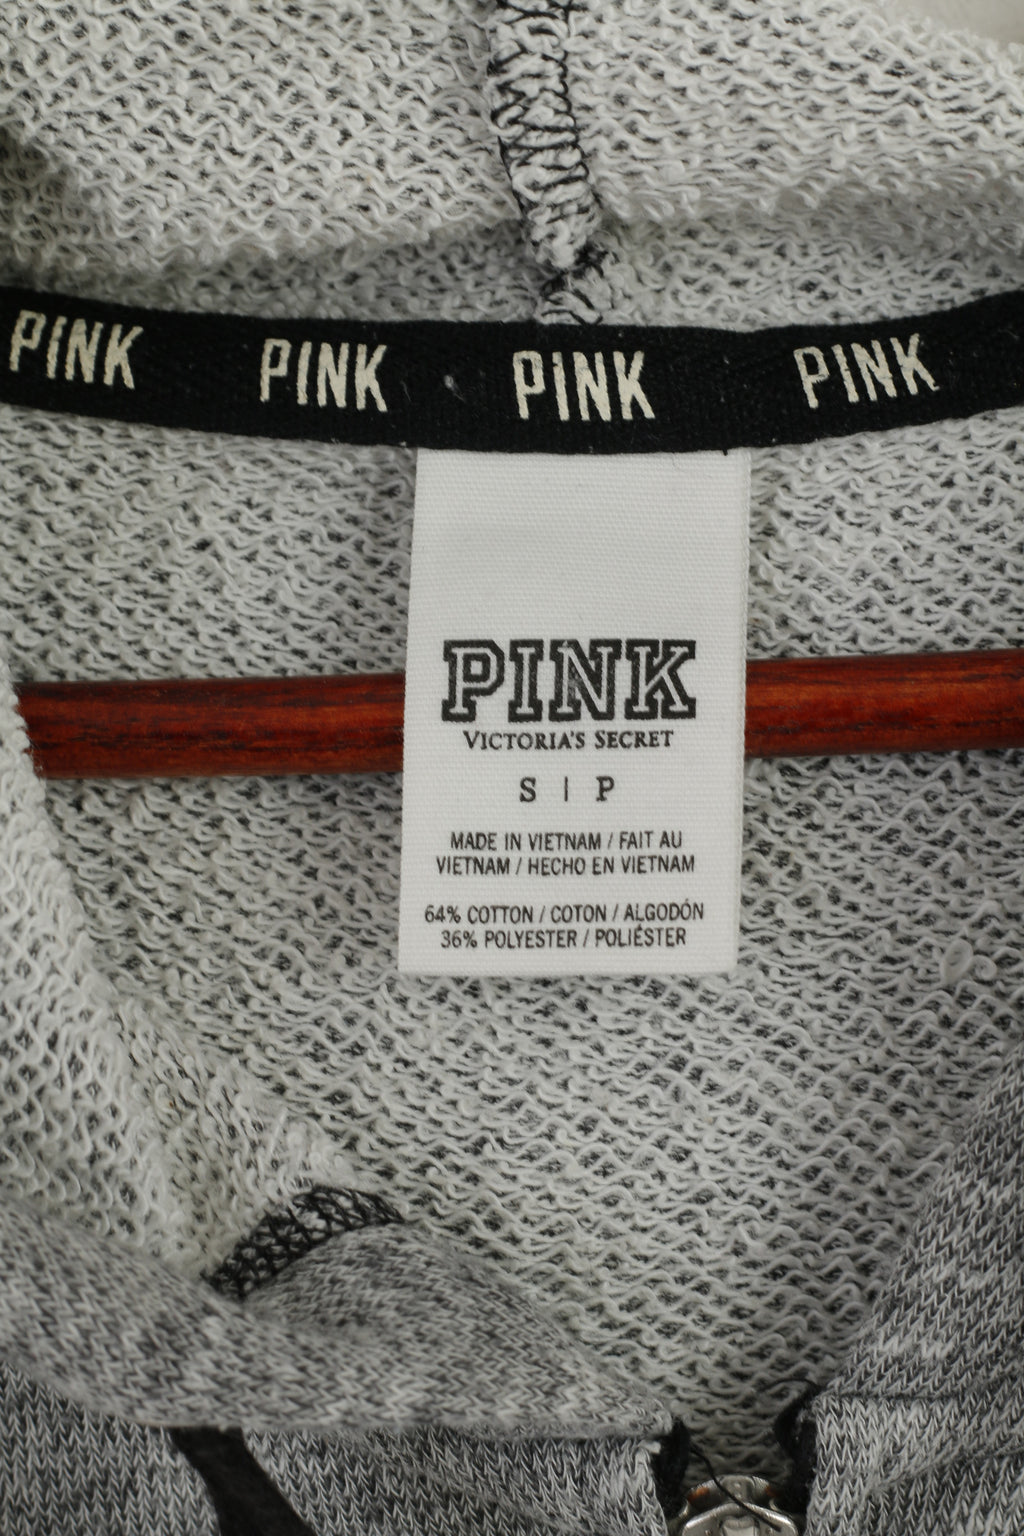 PINK PINK PINK PINK
PINK
VICTORIA'S SECRET
S | P
MADE IN VIETNAM / FAIT AU
VIETNAM / HECHO EN VIETNAM
64% COTTON / COTON / ALGODÓN
36% POLYESTER / POLIÉSTER